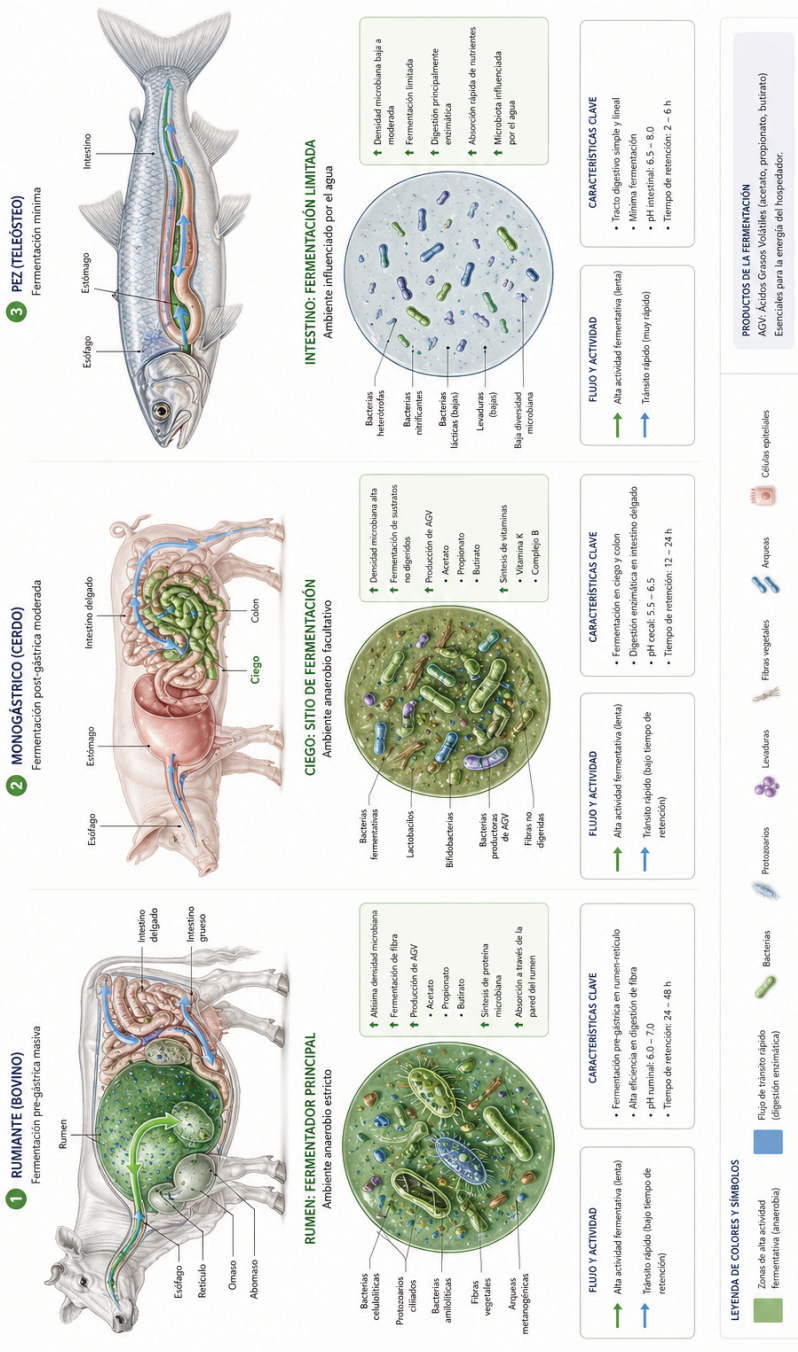 1 RUMIANTE (BOVINO)
Fermentación pre-gástrica masiva
Rumen
Esófago
Retículo
Omaso
Abomaso
Intestino
delgado
Intestino
grueso
RUMEN: FERMENTADOR PRINCIPAL
Ambiente anaerobio estricto
Bacterias
celulolíticas
Protozoarios
ciliiados
Bacterias
amilolíticas
Fibras
vegetales
Arqueas
metanogénicas
Altísima densidad microbiana
Fermentación de fibra
Producción de AGV
• Acetato
• Propionato
• Butirato
Síntesis de proteína
microbiana
Absorción a través de la
pared del rumen
FLUJO Y ACTIVIDAD
Alta actividad fermentativa (lenta)
Tránsito rápido (bajo tiempo de
retención)
CARACTERÍSTICAS CLAVE
• Fermentación pre-gástrica en rumen-retículo
• Alta eficiencia en digestión de fibra
• pH ruminal: 6.0 – 7.0
• Tiempo de retención: 24 – 48 h
2 MONOGÁSTRICO (CERDO)
Fermentación post-gástrica moderada
Esófago
Estómago
Intestino delgado
Ciego
Colon
CIEGO: SITIO DE FERMENTACIÓN
Ambiente anaerobio facultativo
Bacterias
fermentativas
Lactobacilos
Bifidobacterias
Bacterias
productoras
de AGV
Fibras no
digeridas
Densidad microbiana alta
Fermentación de sustratos
no digeridos
Producción de AGV
• Acetato
• Propionato
• Butirato
Síntesis de vitaminas
• Vitamina K
• Complejo B
FLUJO Y ACTIVIDAD
Alta actividad fermentativa (lenta)
Tránsito rápido (bajo tiempo de
retención)
CARACTERÍSTICAS CLAVE
• Fermentación en ciego y colon
• Digestión enzimática en intestino delgado
• pH cecal: 5.5 – 6.5
• Tiempo de retención: 12 – 24 h
3 PEZ (TELEÓSTEO)
Fermentación mínima
Esófago
Estómago
Intestino
INTESTINO: FERMENTACIÓN LIMITADA
Ambiente influenciado por el agua
Bacterias
heterótrofas
Bacterias
nitrificantes
Bacterias
lácticas (bajas)
Levaduras
(bajas)
Baja diversidad
microbiana
Densidad microbiana baja a
moderada
Fermentación limitada
Digestión principalmente
enzimática
Absorción rápida de nutrientes
Microbiota influenciada
por el agua
FLUJO Y ACTIVIDAD
Alta actividad fermentativa (lenta)
Tránsito rápido (muy rápido)
CARACTERÍSTICAS CLAVE
• Tracto digestivo simple y lineal
• Mínima fermentación
• pH intestinal: 6.5 – 8.0
• Tiempo de retención: 2 – 6 h
LEYENDA DE COLORES Y SÍMBOLOS
Zonas de alta actividad
fermentativa (anaerobia)
Flujo de tránsito rápido
(digestión enzimática)
Bacterias
Protozoarios
Levaduras
Fibras vegetales
Arqueas
Células epiteliales
PRODUCTOS DE LA FERMENTACIÓN
AGV: Ácidos Grasos Volátiles (acetato, propionato, butirato)
Esenciales para la energía del hospedador.